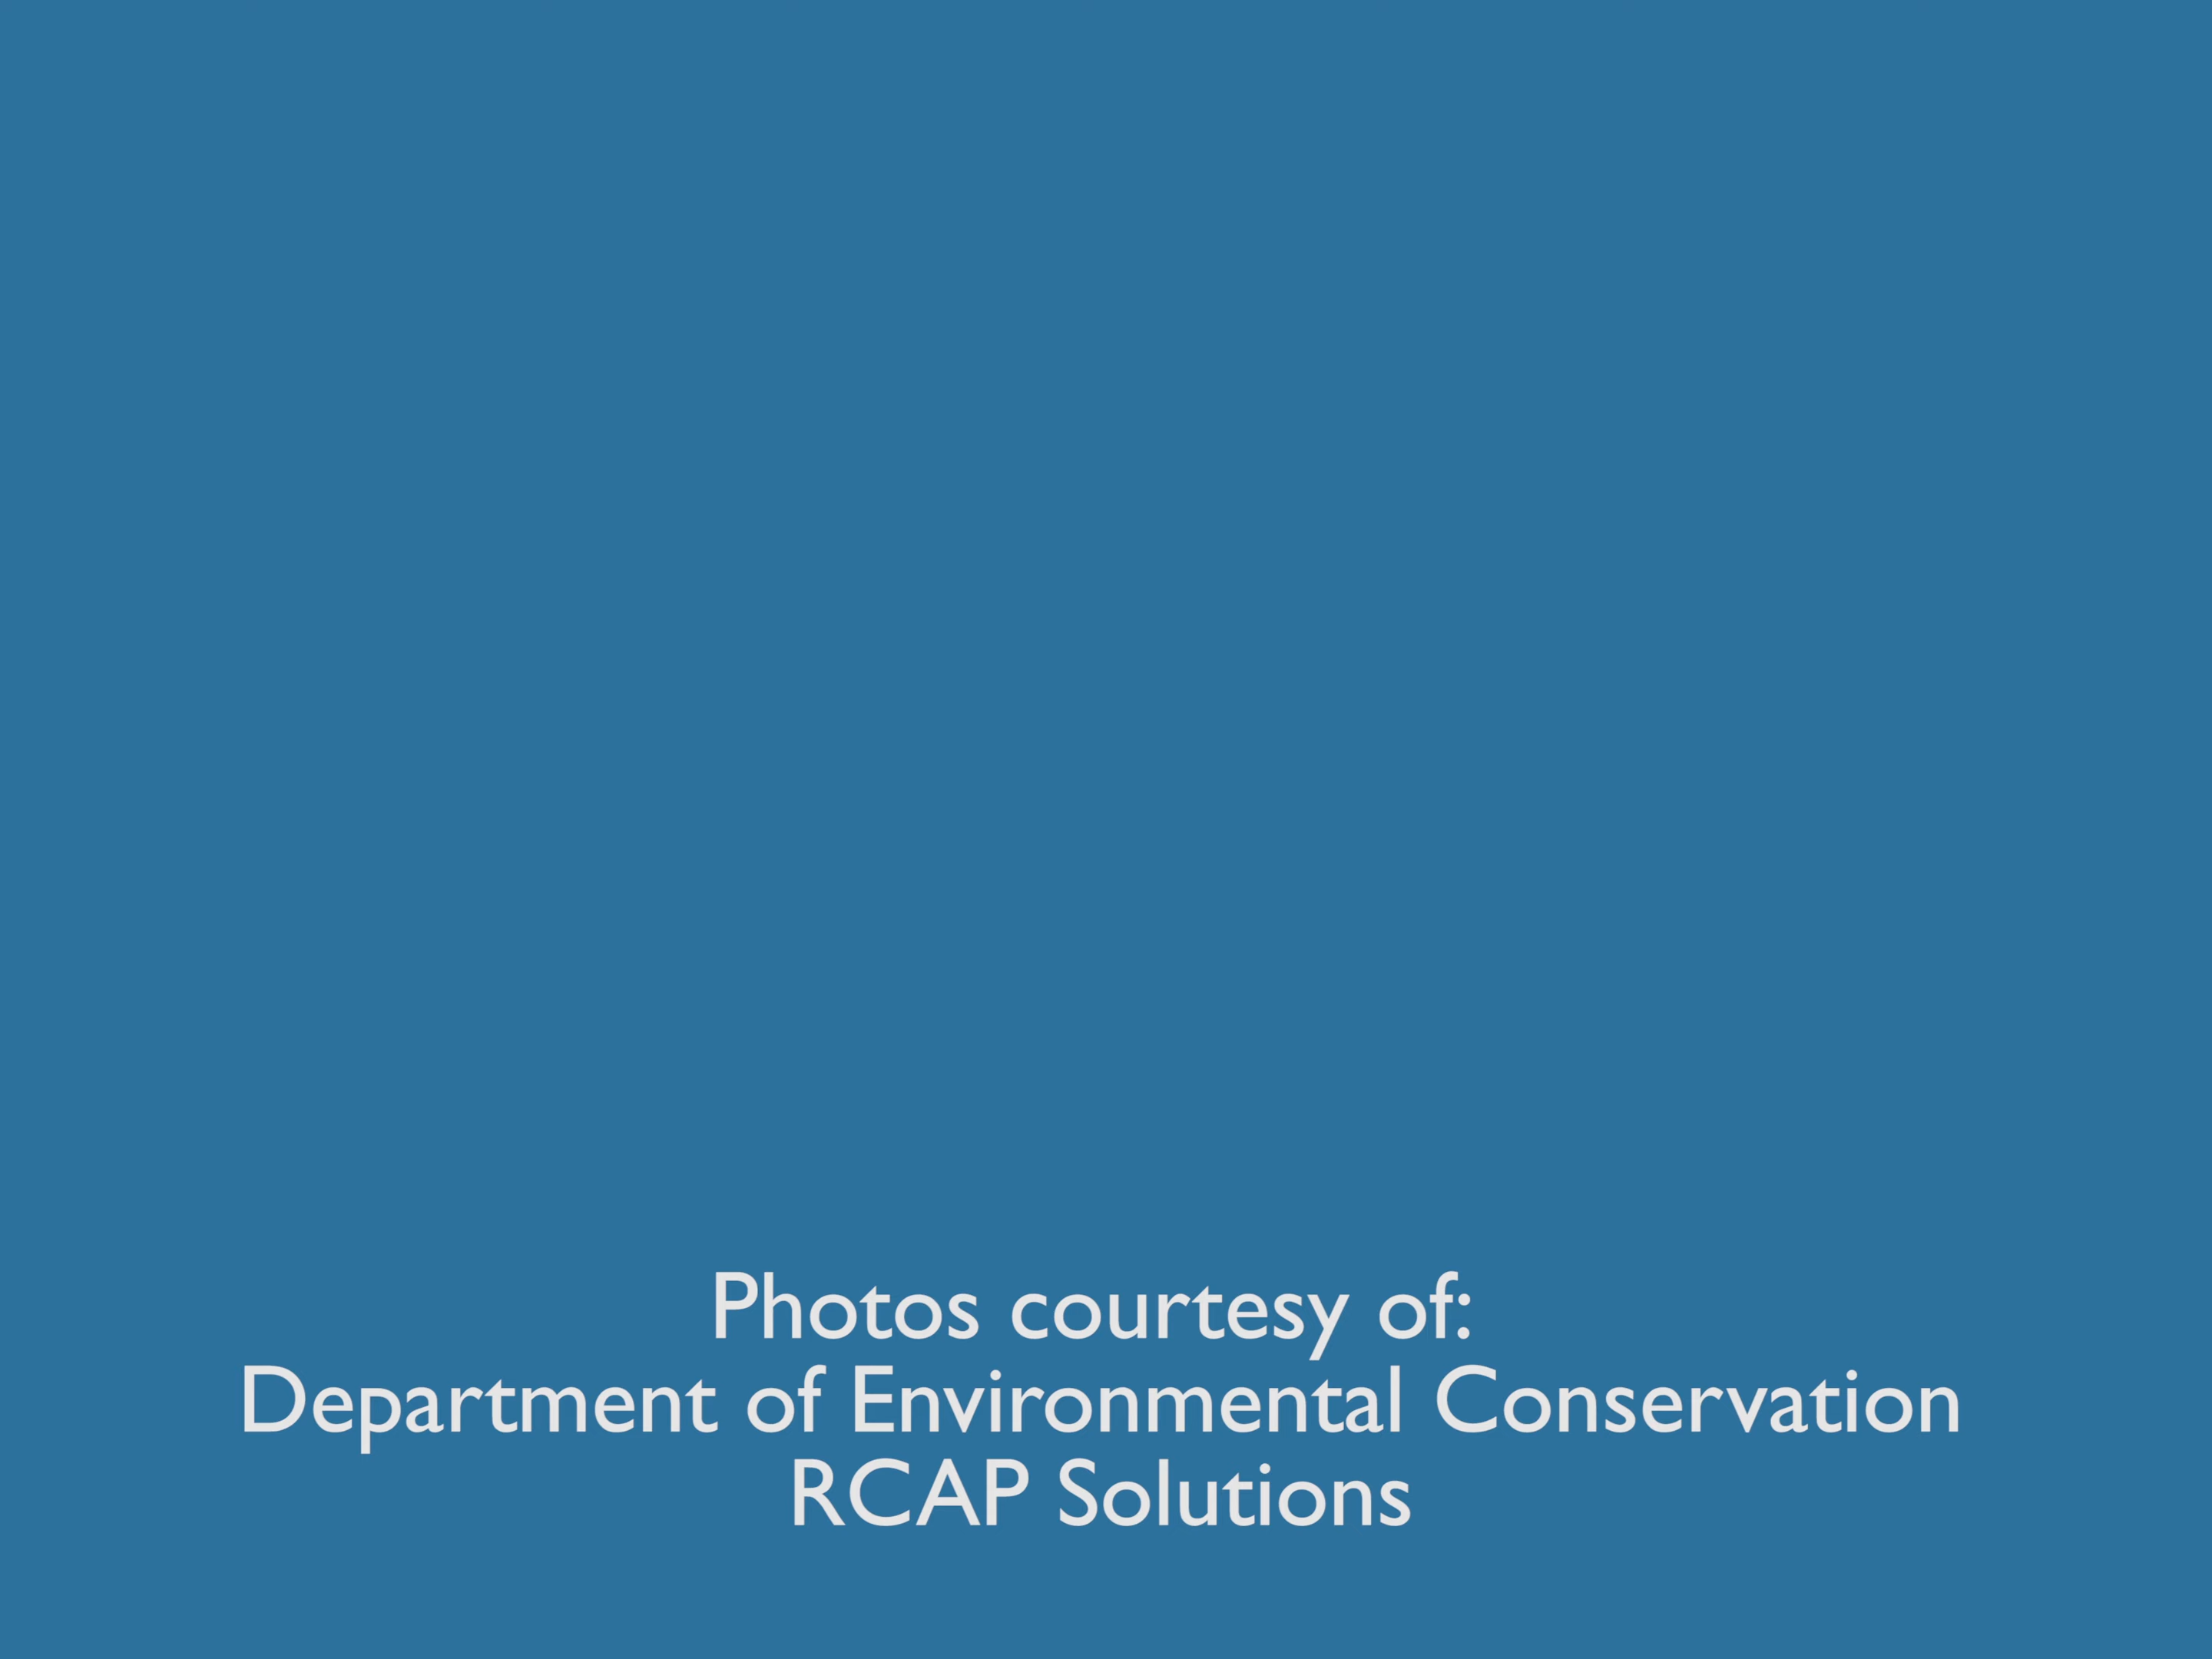 Photos courtesy of:
Department of Environmental Conservation
RCAP Solutions